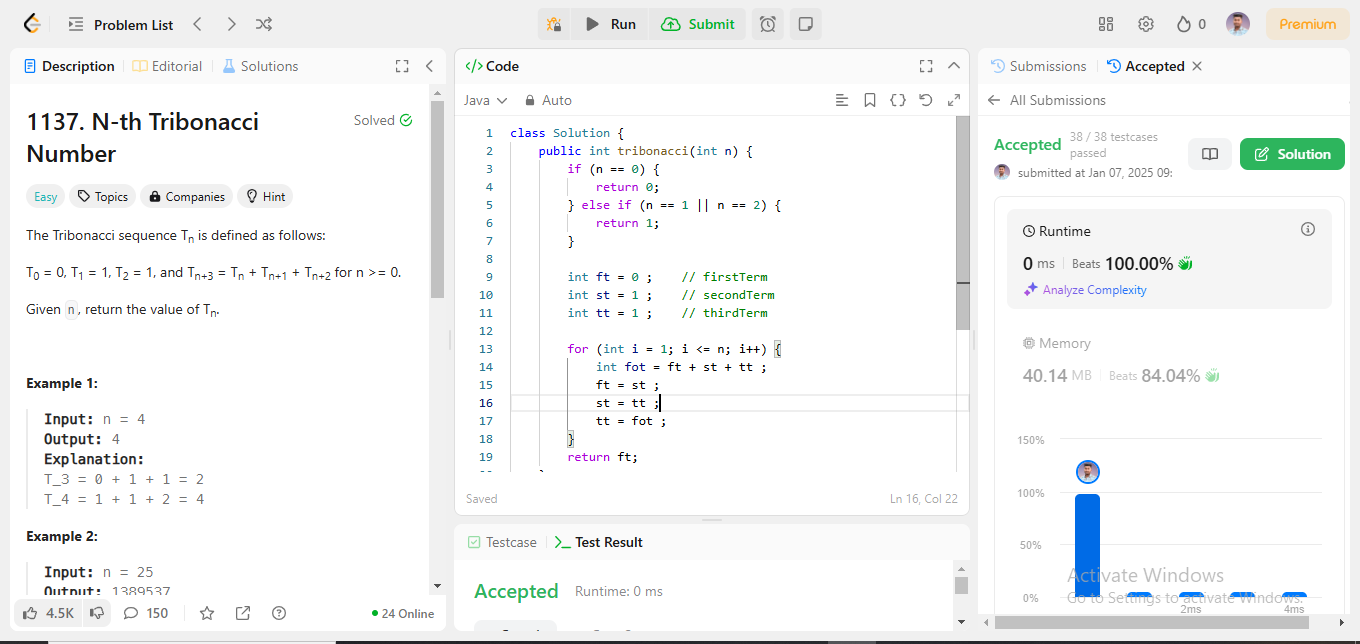 Problem List
Run
Submit
0
Premium
Description
Editorial
Solutions
1137. N-th Tribonacci
Number
Solved
Easy
Topics
Companies
Hint
The Tribonacci sequence Tn is defined as follows:
T0 = 0, T1 = 1, T2 = 1, and Tn+3 = Tn + Tn+1 + Tn+2 for n >= 0.
Given n, return the value of Tn.
Example 1:
Input: n = 4
Output: 4
Explanation:
T_3 = 0 + 1 + 1 = 2
T_4 = 1 + 1 + 2 = 4
Example 2:
Input: n = 25
Output: 1389537
4.5K
150
24 Online
</>Code
Java
Auto
1 class Solution {
2 public int tribonacci(int n) {
3 if (n == 0) {
4 return 0;
5 } else if (n == 1 || n == 2) {
6 return 1;
7 }
8
9 int ft = 0 ; // firstTerm
10 int st = 1 ; // secondTerm
11 int tt = 1 ; // thirdTerm
12
13 for (int i = 1; i <= n; i++) {
14 int fot = ft + st + tt ;
15 ft = st ;
16 st = tt ;
17 tt = fot ;
18 }
19 return ft;
Saved
Ln 16, Col 22
Testcase
Test Result
Accepted
Runtime: 0 ms
Submissions
Accepted
All Submissions
Accepted
38 / 38 testcases
passed
submitted at Jan 07, 2025 09:
Solution
Runtime
0 ms
Beats 100.00%
Analyze Complexity
Memory
40.14 MB
Beats 84.04%
150%
100%
50%
0%
2ms
4ms
Activate Windows
Go to Settings to activate Windows.